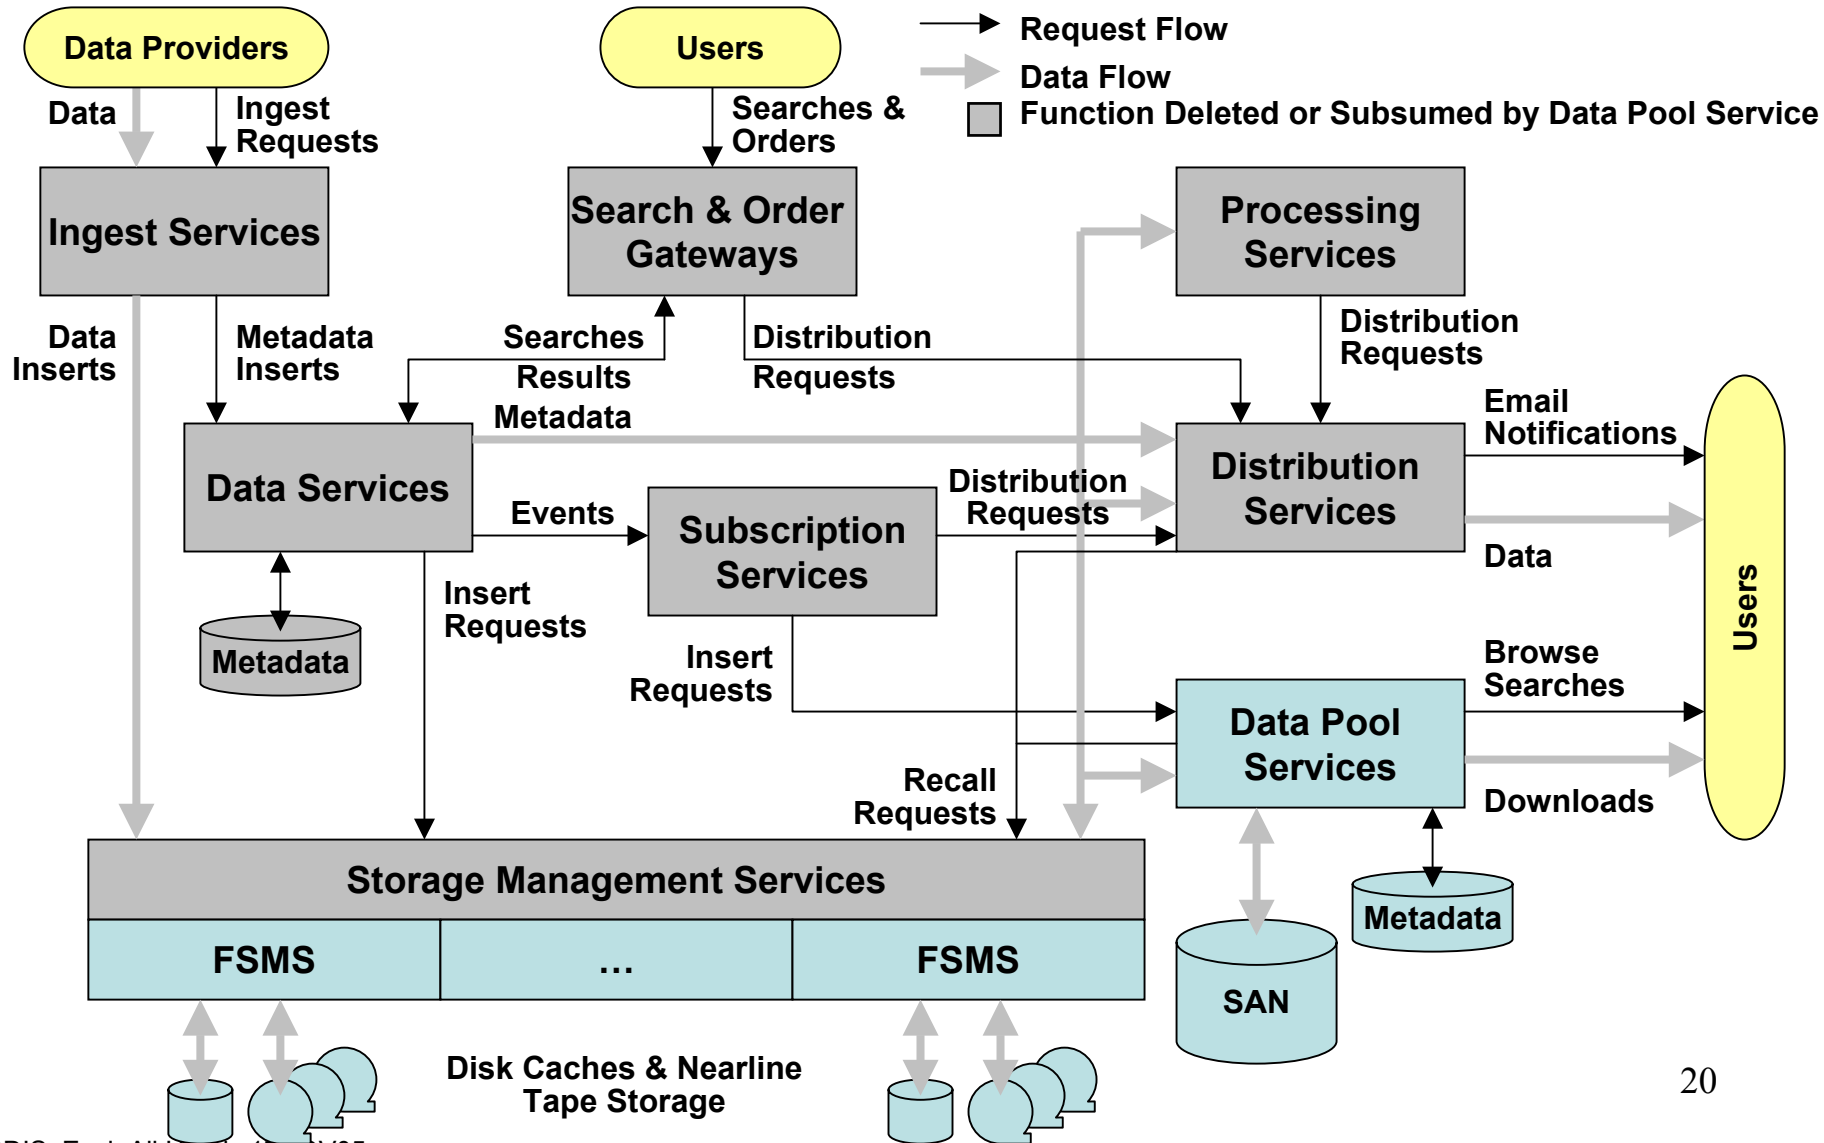 Data Providers
Users
Request Flow
Data Flow
Function Deleted or Subsumed by Data Pool Service
Data
Ingest
Requests
Searches &
Orders
Ingest Services
Search & Order
Gateways
Processing
Services
Data
Inserts
Metadata
Inserts
Searches
Results
Distribution
Requests
Distribution
Requests
Metadata
Email
Notifications
Data Services
Events
Subscription
Services
Distribution
Requests
Distribution
Services
Data
Users
Insert
Requests
Metadata
Insert
Requests
Browse
Searches
Data Pool
Services
Recall
Requests
Downloads
Storage Management Services
Metadata
FSMS
...
FSMS
SAN
Disk Caches & Nearline
Tape Storage
20